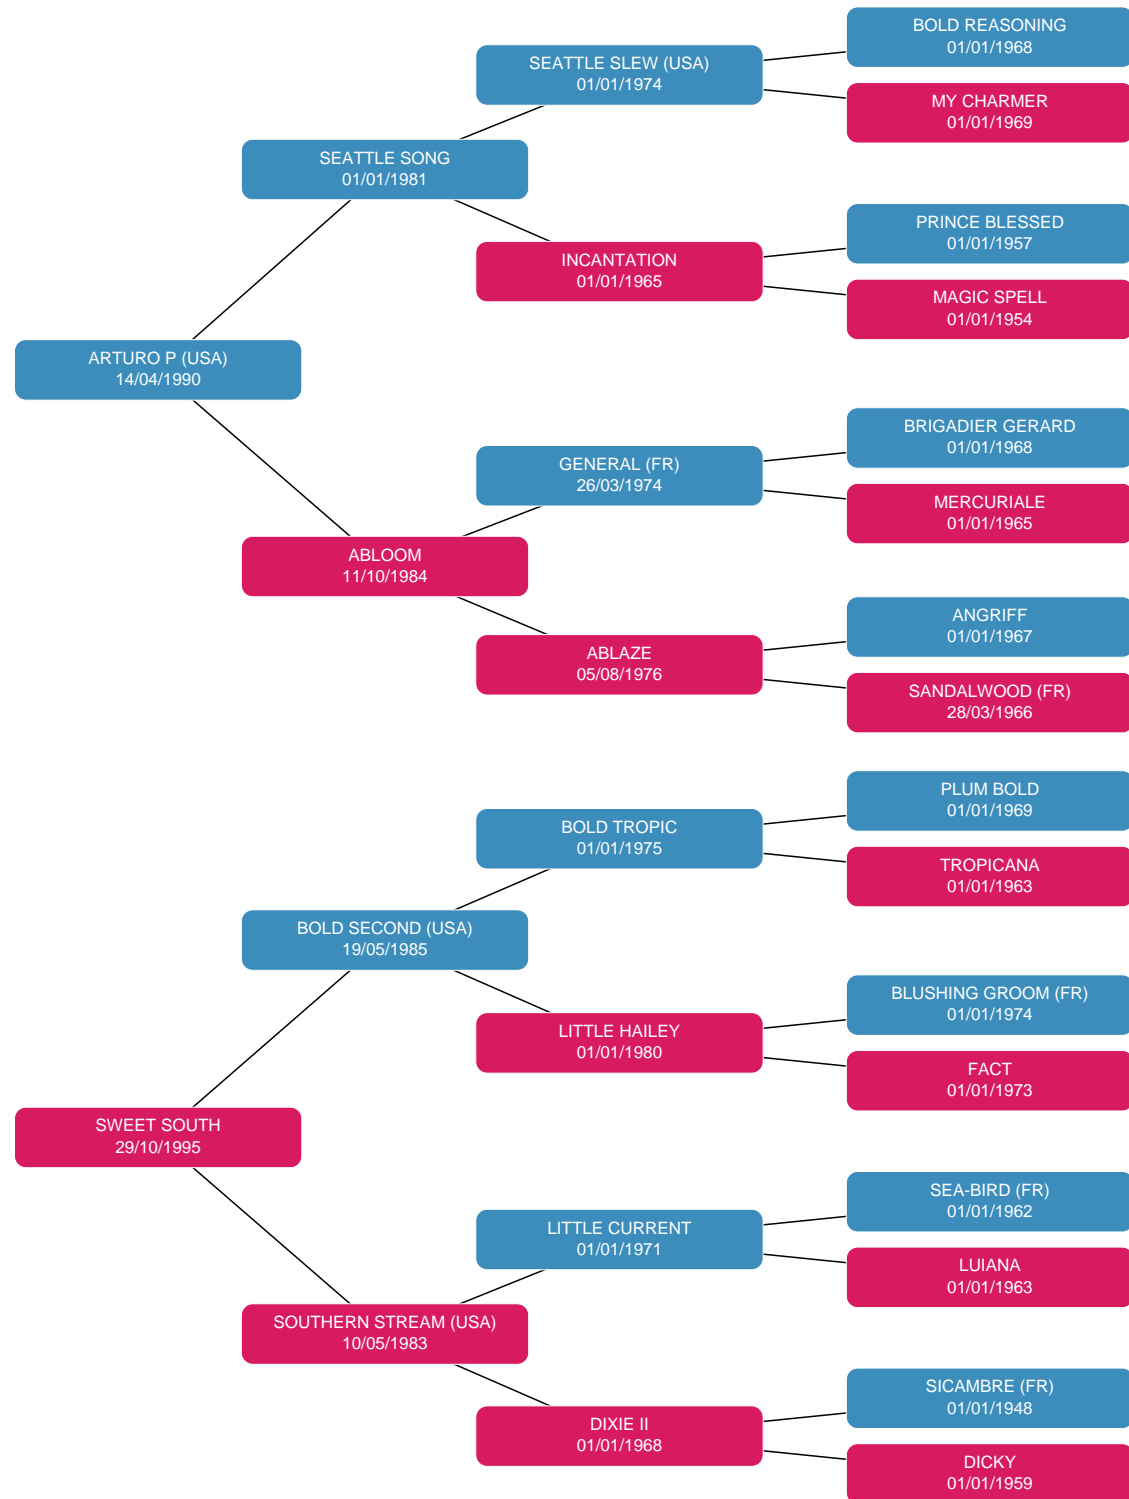 BOLD REASONING
01/01/1968
SEATTLE SLEW (USA)
01/01/1974
MY CHARMER
01/01/1969
SEATTLE SONG
01/01/1981
PRINCE BLESSED
01/01/1957
INCANTATION
01/01/1965
MAGIC SPELL
01/01/1954
ARTURO P (USA)
14/04/1990
BRIGADIER GERARD
01/01/1968
GENERAL (FR)
26/03/1974
MERCURIALE
01/01/1965
ABLOOM
11/10/1984
ANGRIFF
01/01/1967
ABLAZE
05/08/1976
SANDALWOOD (FR)
28/03/1966
PLUM BOLD
01/01/1969
BOLD TROPIC
01/01/1975
TROPICANA
01/01/1963
BOLD SECOND (USA)
19/05/1985
BLUSHING GROOM (FR)
01/01/1974
LITTLE HAILEY
01/01/1980
FACT
01/01/1973
SWEET SOUTH
29/10/1995
SEA-BIRD (FR)
01/01/1962
LITTLE CURRENT
01/01/1971
LUIANA
01/01/1963
SOUTHERN STREAM (USA)
10/05/1983
SICAMBRE (FR)
01/01/1948
DIXIE II
01/01/1968
DICKY
01/01/1959